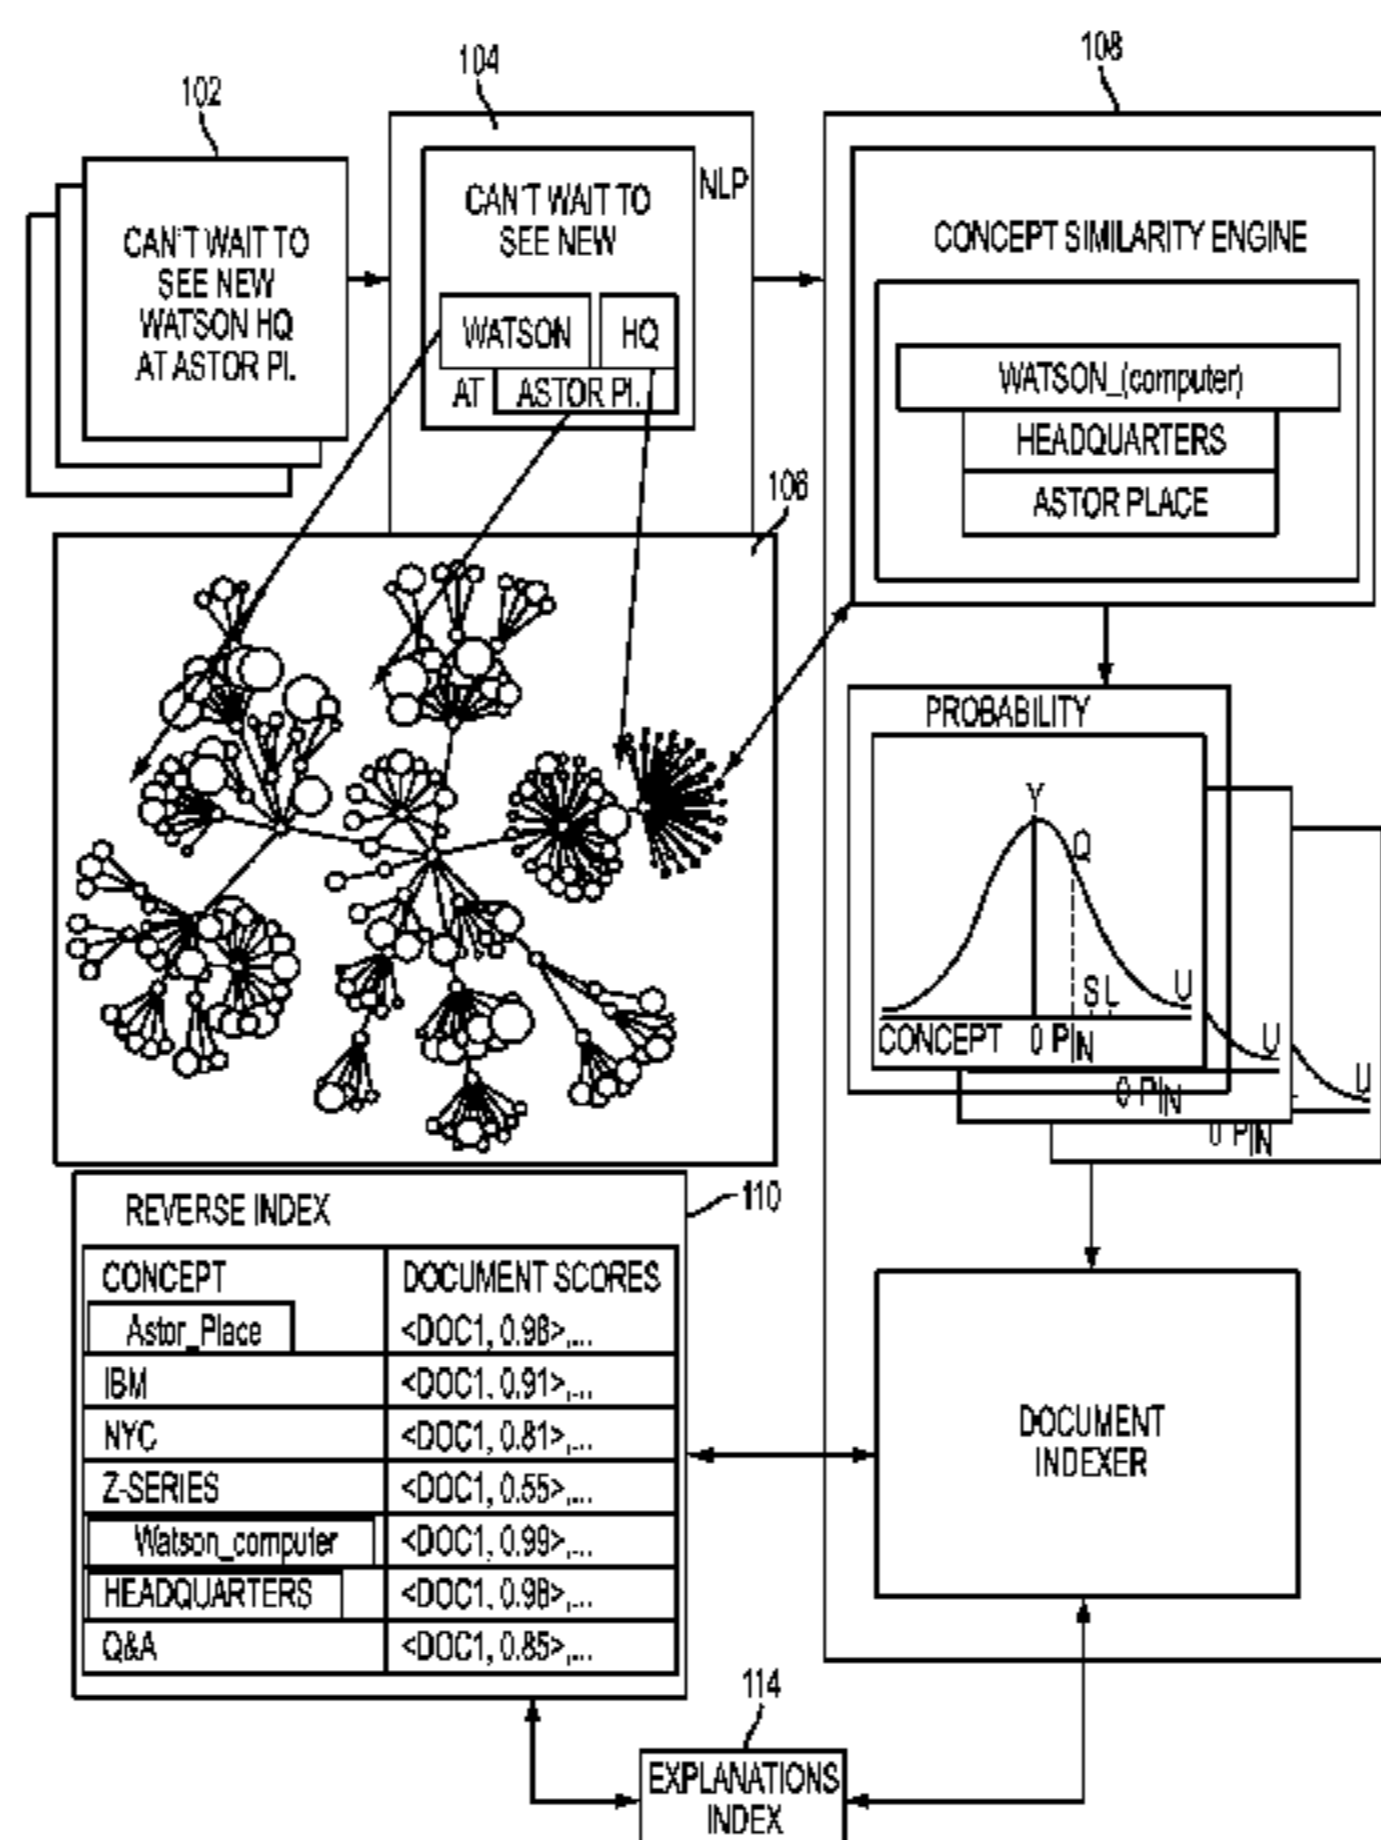 102
104
108
CAN'T WAIT TO
SEE NEW
WATSON HQ
AT ASTOR Pl.
NLP
CAN'T WAIT TO
SEE NEW
WATSON
HQ
AT
ASTOR Pl.
CONCEPT SIMILARITY ENGINE
WATSON_(computer)
HEADQUARTERS
ASTOR PLACE
106
PROBABILITY
Y
Q
S L
U
CONCEPT 0 PIN
U
0 PIN
U
0 PIN
110
REVERSE INDEX
CONCEPT DOCUMENT SCORES
Astor_Place <DOC1, 0.98>,...
IBM <DOC1, 0.91>,...
NYC <DOC1, 0.81>,...
Z-SERIES <DOC1, 0.55>,...
Watson_computer <DOC1, 0.99>,...
HEADQUARTERS <DOC1, 0.98>,...
Q&A <DOC1, 0.85>,...
DOCUMENT
INDEXER
114
EXPLANATIONS
INDEX